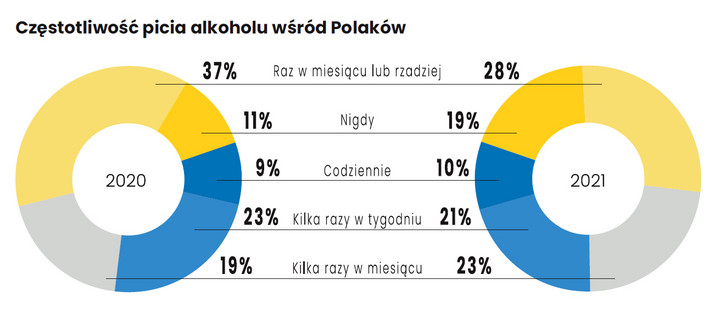 Częstotliwość picia alkoholu wśród Polaków
37% Raz w miesiącu lub rzadziej 28%
11% Nigdy 19%
2020 9% Codziennie 10% 2021
23% Kilka razy w tygodniu 21%
19% Kilka razy w miesiącu 23%